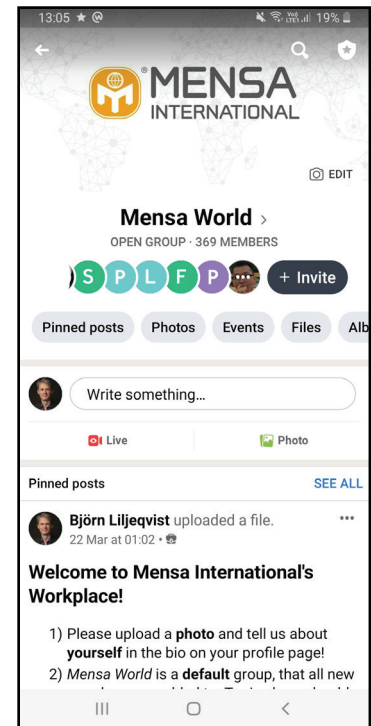 13:05
19%
MENSA
INTERNATIONAL
EDIT
Mensa World >
OPEN GROUP · 369 MEMBERS
S P L F P + Invite
Pinned posts Photos Events Files Alb
Write something...
Live Photo
Pinned posts SEE ALL
Björn Liljeqvist uploaded a file.
22 Mar at 01:02 •
Welcome to Mensa International's
Workplace!
1) Please upload a photo and tell us about
yourself in the bio on your profile page!
2) Mensa World is a default group, that all new